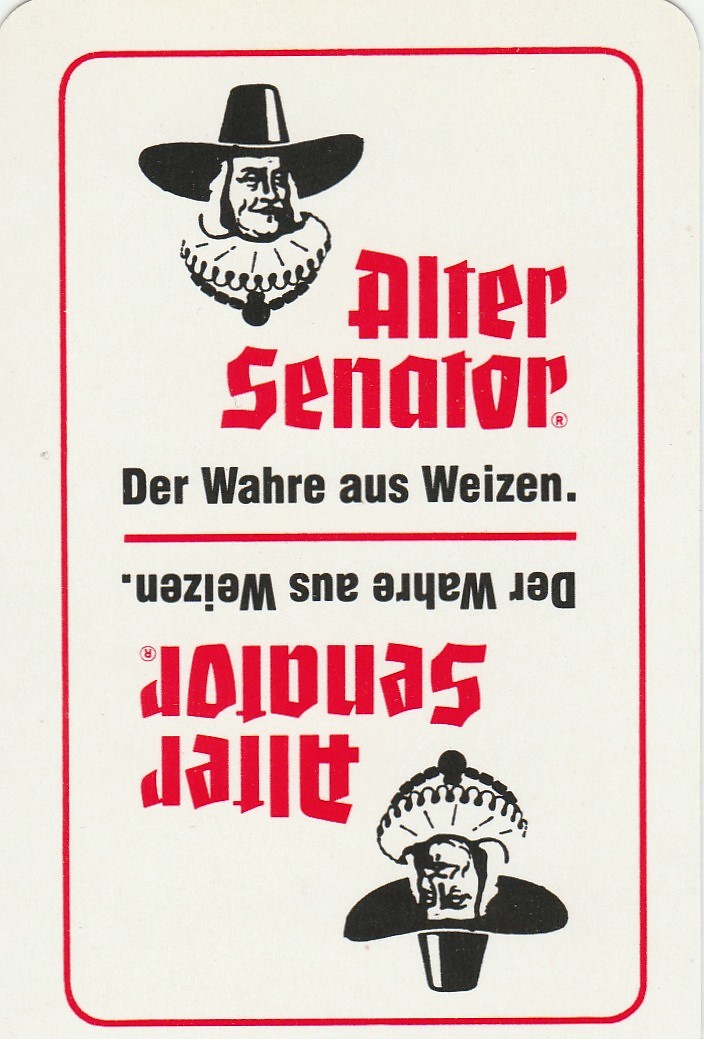 Alter
Senator®
Der Wahre aus Weizen.
Der Wahre aus Weizen.
Senator®
Alter